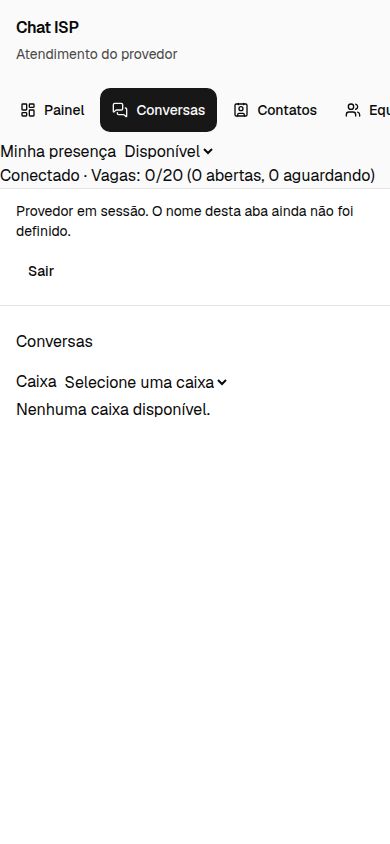 Chat ISP
Atendimento do provedor
Painel
Conversas
Contatos
Equ
Minha presença Disponível
Conectado · Vagas: 0/20 (0 abertas, 0 aguardando)
Provedor em sessão. O nome desta aba ainda não foi
definido.
Sair
Conversas
Caixa Selecione uma caixa
Nenhuma caixa disponível.